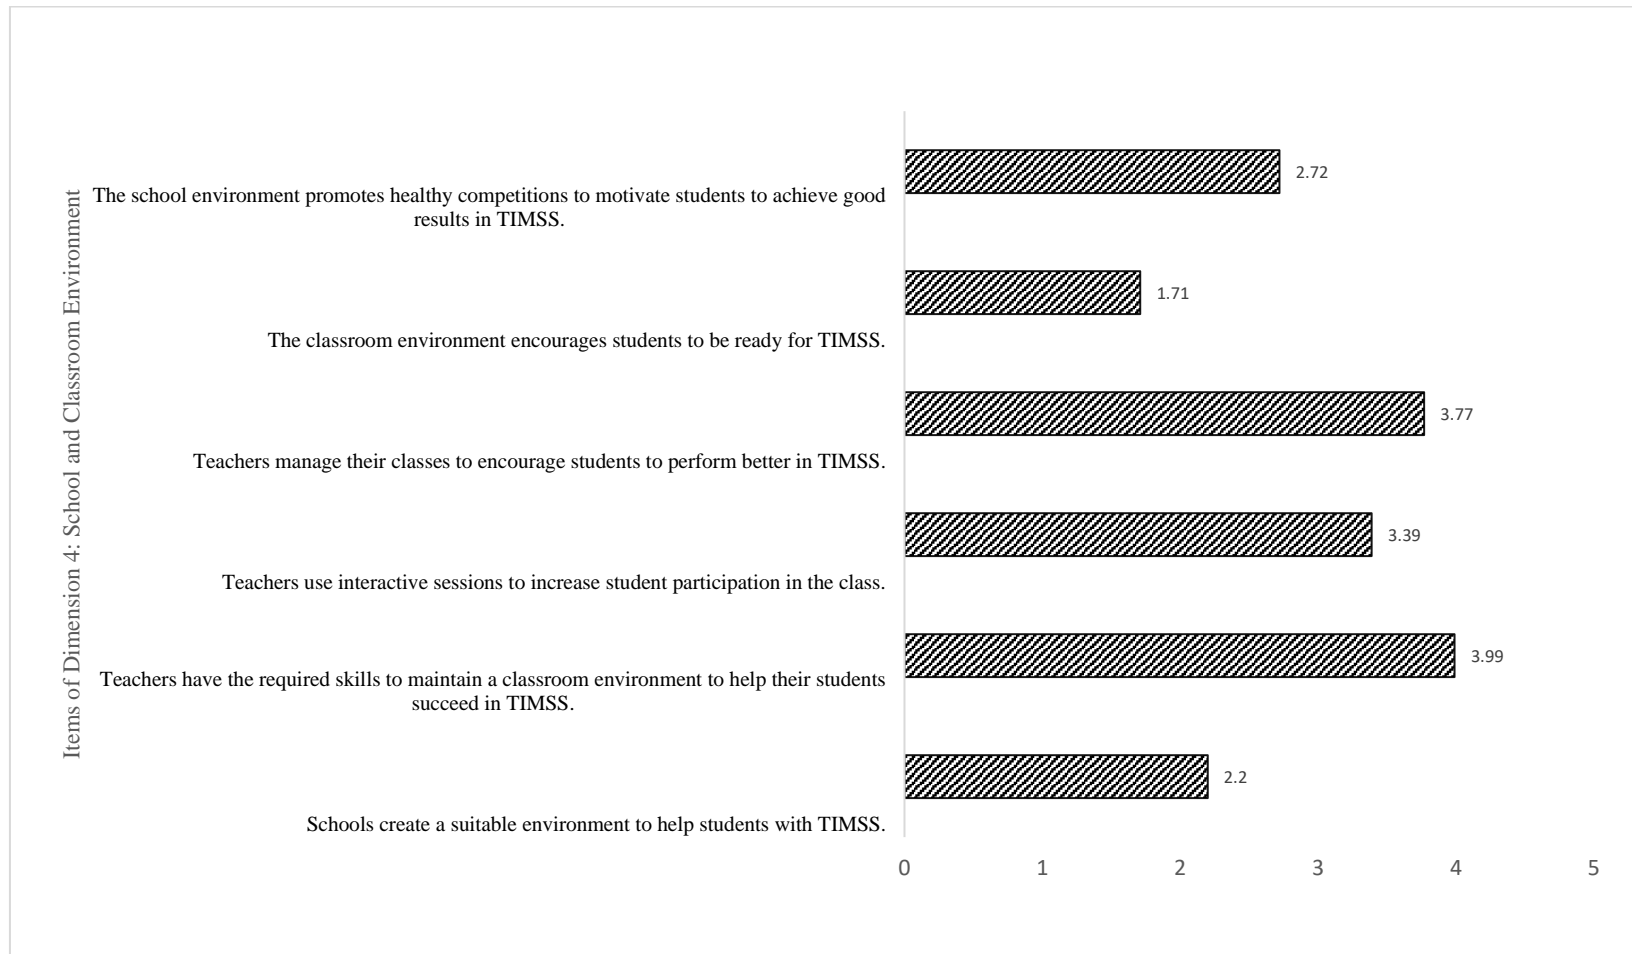 Items of Dimension 4: School and Classroom Environment
The school environment promotes healthy competitions to motivate students to achieve good
results in TIMSS.
2.72
The classroom environment encourages students to be ready for TIMSS.
1.71
Teachers manage their classes to encourage students to perform better in TIMSS.
3.77
Teachers use interactive sessions to increase student participation in the class.
3.39
Teachers have the required skills to maintain a classroom environment to help their students
succeed in TIMSS.
3.99
Schools create a suitable environment to help students with TIMSS.
2.2
0 1 2 3 4 5